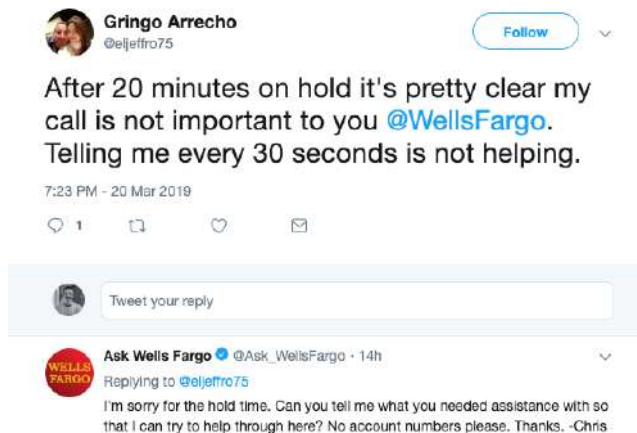 Gringo Arrecho
@eljeffro75
Follow
After 20 minutes on hold it's pretty clear my
call is not important to you @WellsFargo.
Telling me every 30 seconds is not helping.
7:23 PM - 20 Mar 2019
1
Tweet your reply
WELLS
FARGO
Ask Wells Fargo @Ask_WellsFargo · 14h
Replying to @eljeffro75
I'm sorry for the hold time. Can you tell me what you needed assistance with so
that I can try to help through here? No account numbers please. Thanks. -Chris